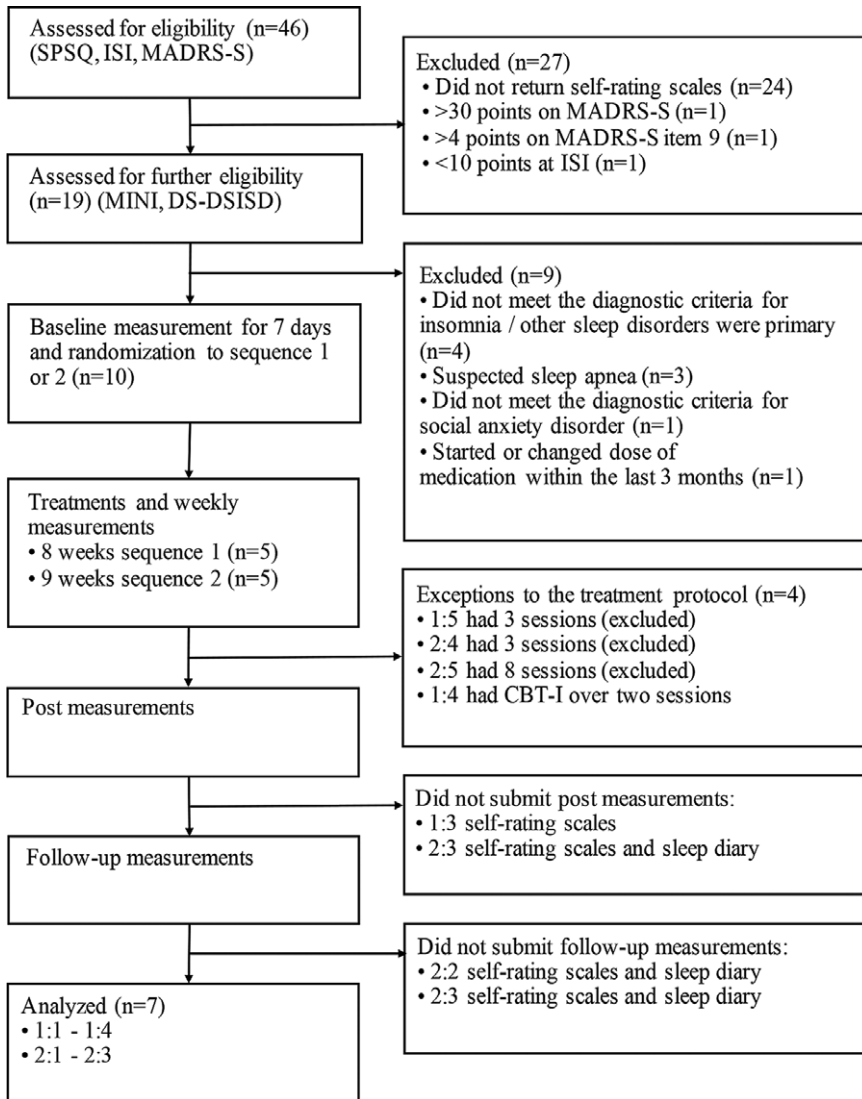 Assessed for eligibility (n=46)
(SPSQ, ISI, MADRS-S)
Excluded (n=27)
• Did not return self-rating scales (n=24)
• >30 points on MADRS-S (n=1)
• >4 points on MADRS-S item 9 (n=1)
• <10 points at ISI (n=1)
Assessed for further eligibility
(n=19) (MINI, DS-DSISD)
Excluded (n=9)
• Did not meet the diagnostic criteria for
insomnia / other sleep disorders were primary
(n=4)
• Suspected sleep apnea (n=3)
• Did not meet the diagnostic criteria for
social anxiety disorder (n=1)
• Started or changed dose of
medication within the last 3 months (n=1)
Baseline measurement for 7 days
and randomization to sequence 1
or 2 (n=10)
Treatments and weekly
measurements
• 8 weeks sequence 1 (n=5)
• 9 weeks sequence 2 (n=5)
Exceptions to the treatment protocol (n=4)
• 1:5 had 3 sessions (excluded)
• 2:4 had 3 sessions (excluded)
• 2:5 had 8 sessions (excluded)
• 1:4 had CBT-I over two sessions
Post measurements
Did not submit post measurements:
• 1:3 self-rating scales
• 2:3 self-rating scales and sleep diary
Follow-up measurements
Did not submit follow-up measurements:
• 2:2 self-rating scales and sleep diary
• 2:3 self-rating scales and sleep diary
Analyzed (n=7)
• 1:1 - 1:4
• 2:1 - 2:3